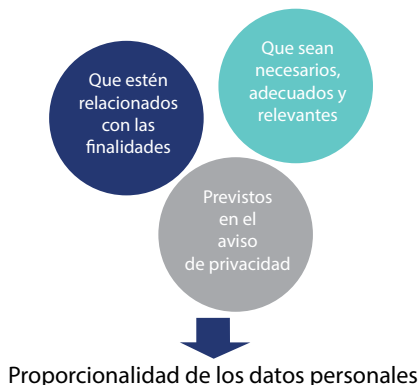 Que estén
relacionados
con las
finalidades
Que sean
necesarios,
adecuados y
relevantes
Previstos
en el
aviso
de privacidad
Proporcionalidad de los datos personales